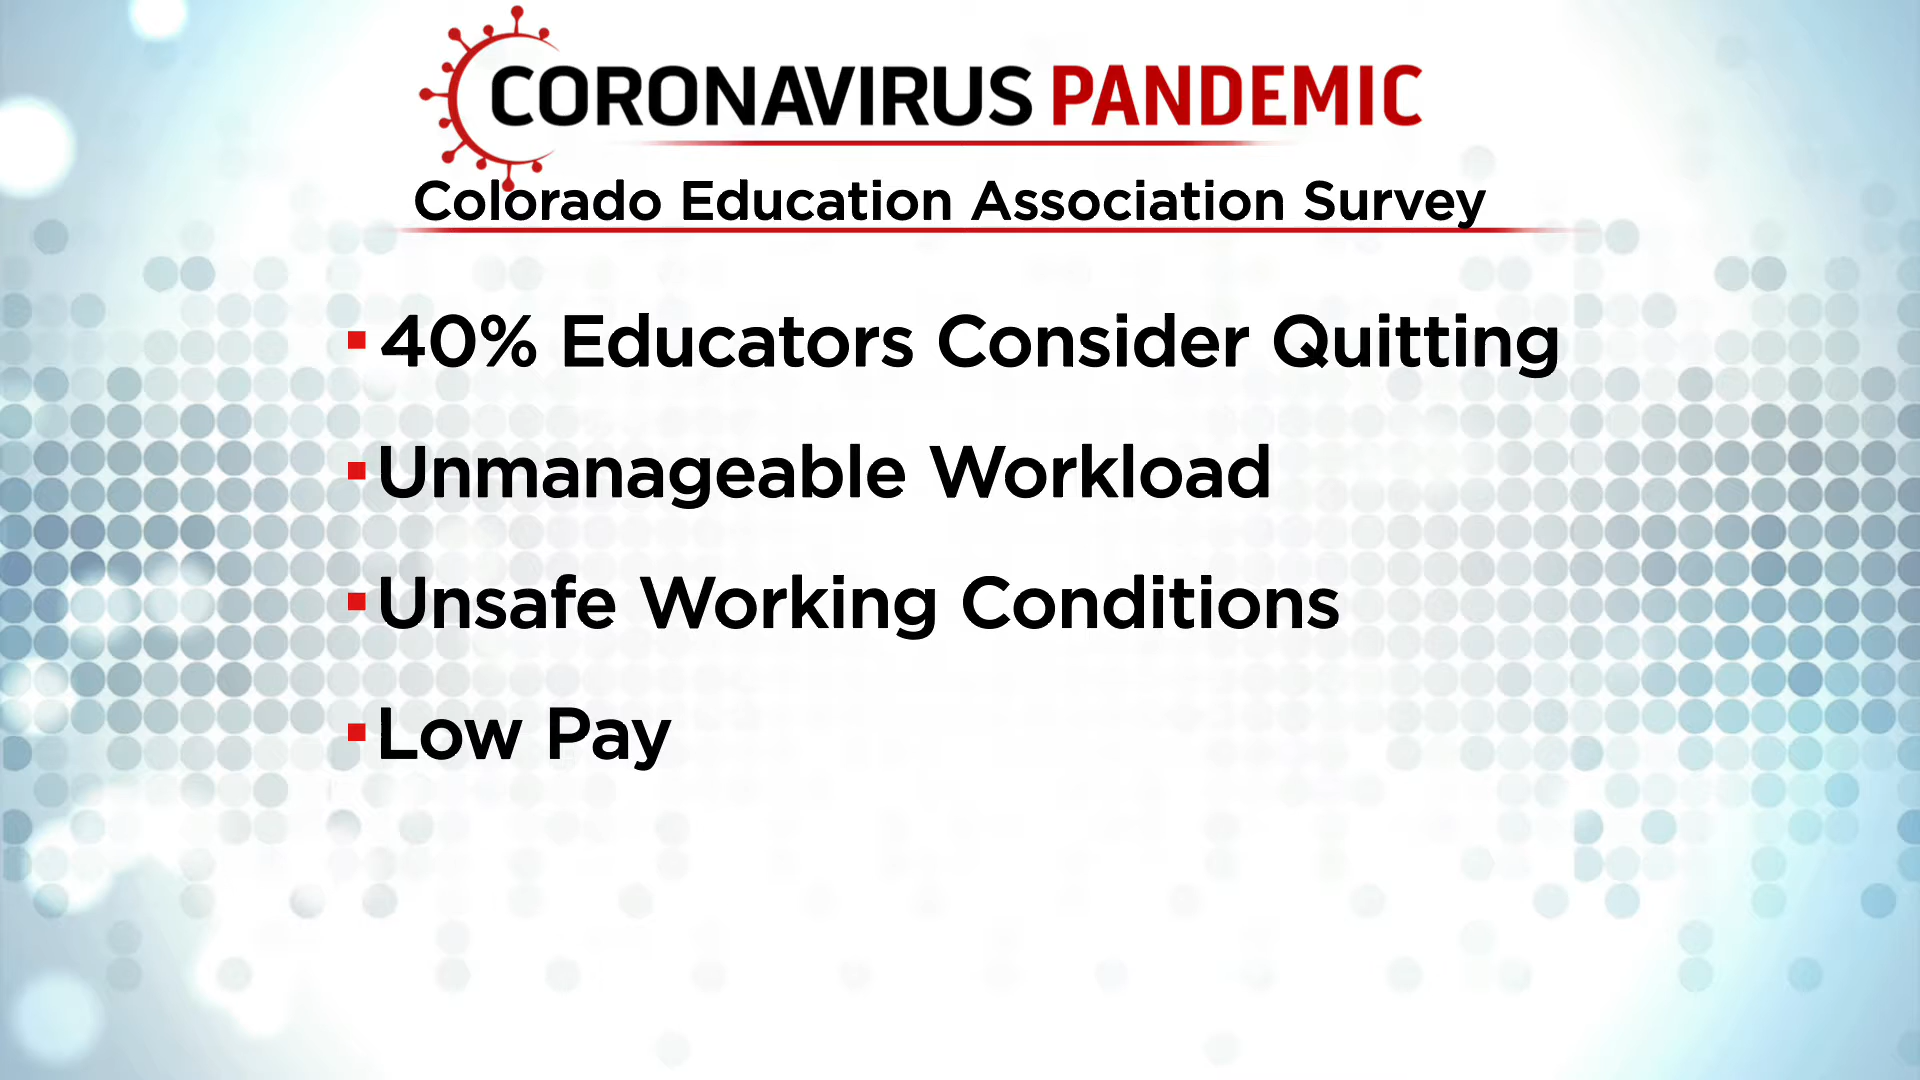 CORONAVIRUS PANDEMIC
Colorado Education Association Survey
40% Educators Consider Quitting
Unmanageable Workload
Unsafe Working Conditions
Low Pay